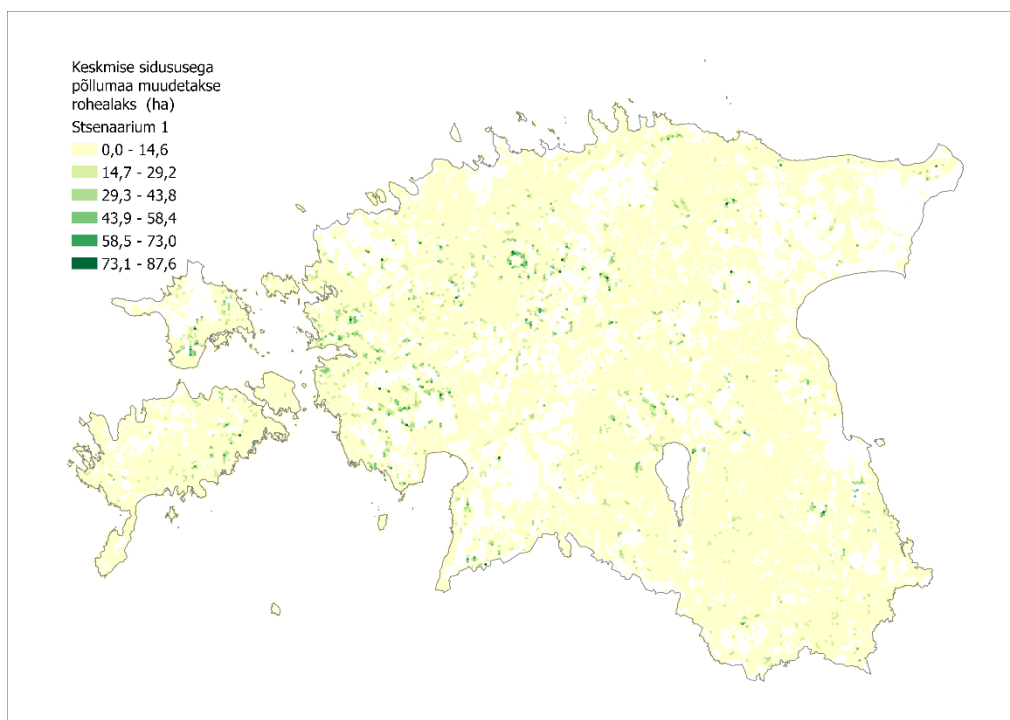 Keskmise sidususega
põllumaa muudetakse
rohealaks (ha)
Stsenaarium 1
0,0 - 14,6
14,7 - 29,2
29,3 - 43,8
43,9 - 58,4
58,5 - 73,0
73,1 - 87,6